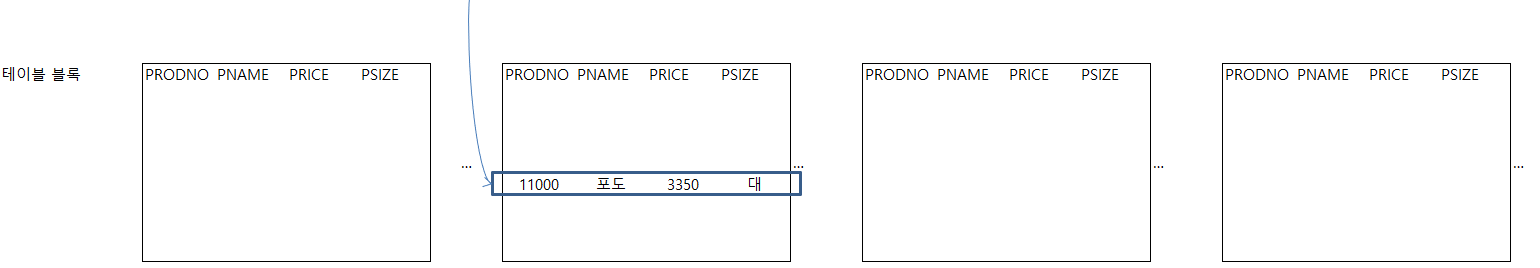 테이블 블록 PRODNO PNAME PRICE PSIZE PRODNO PNAME PRICE PSIZE PRODNO PNAME PRICE PSIZE PRODNO PNAME PRICE PSIZE
... ... ... ...
11000 포도 3350 대